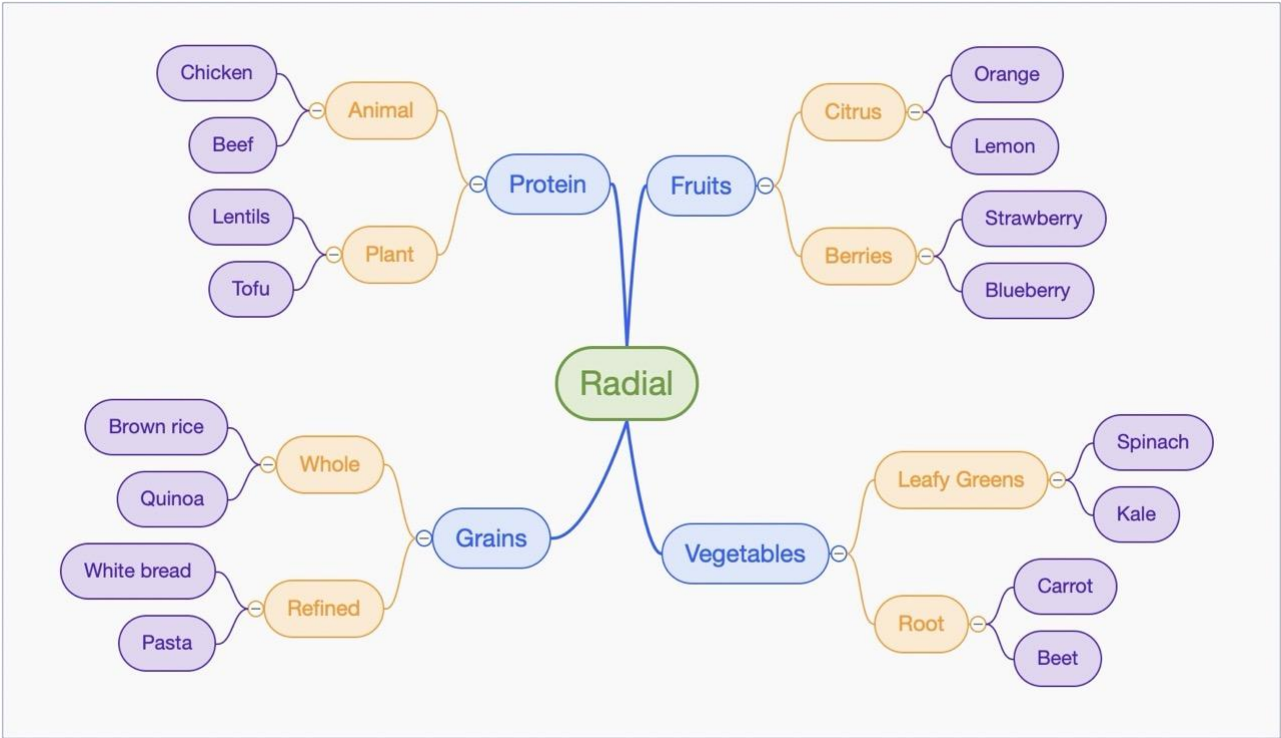 Chicken
Animal
Beef
Protein
Lentils
Plant
Tofu
Fruits
Citrus
Orange
Lemon
Berries
Strawberry
Blueberry
Radial
Brown rice
Whole
Quinoa
Grains
White bread
Refined
Pasta
Vegetables
Leafy Greens
Spinach
Kale
Root
Carrot
Beet